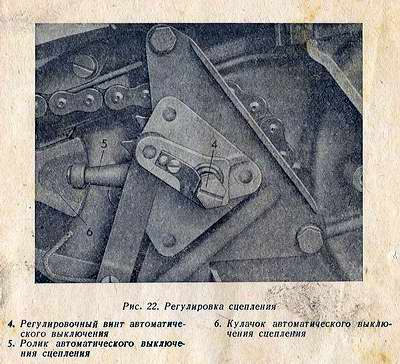 4
5
6
Рис. 22. Регулировка сцепления
4. Регулировочный винт автоматиче-
ского выключения
5. Ролик автоматического выключе-
ния сцепления
6. Кулачок автоматического выклю-
чения сцепления